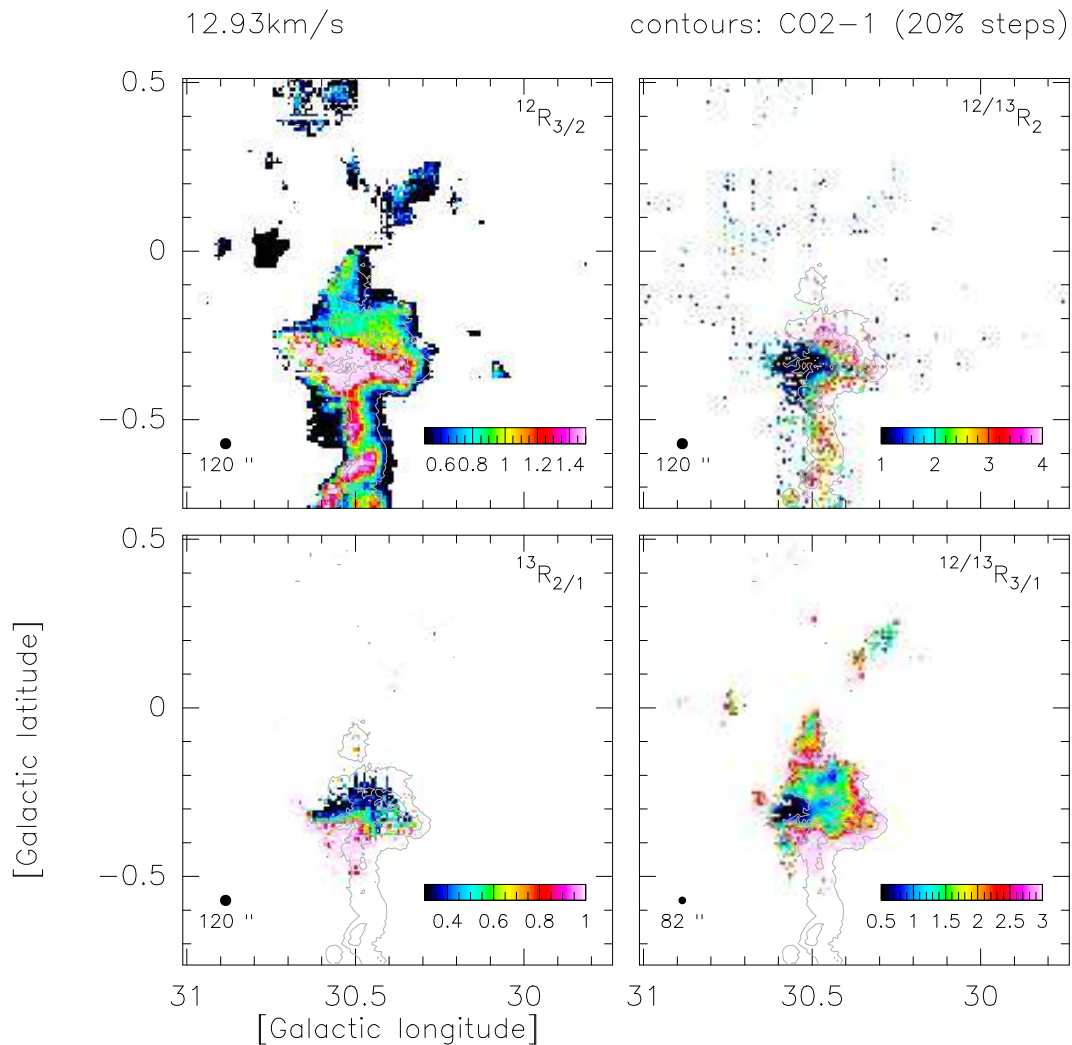 12.93km/s contours: CO2-1 (20% steps)
12R3/2 12/13R2
0.5
0
−0.5
0.60.8 1 1.21.4
120 "
1 2 3 4
120 "
13R2/1 12/13R3/1
0.5
0
−0.5
0.4 0.6 0.8 1
120 "
0.5 1 1.5 2 2.5 3
82 "
31 30.5 30 31 30.5 30
[Galactic longitude]
[Galactic latitude]